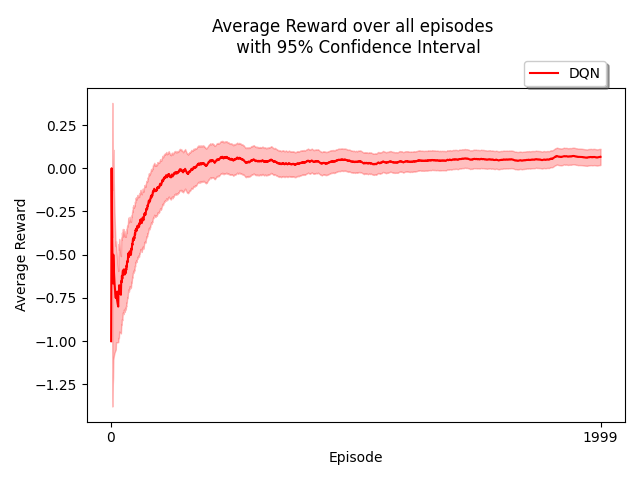 Average Reward over all episodes
with 95% Confidence Interval
DQN
0.25
0.00
−0.25
−0.50
−0.75
−1.00
−1.25
Average Reward
0
1999
Episode